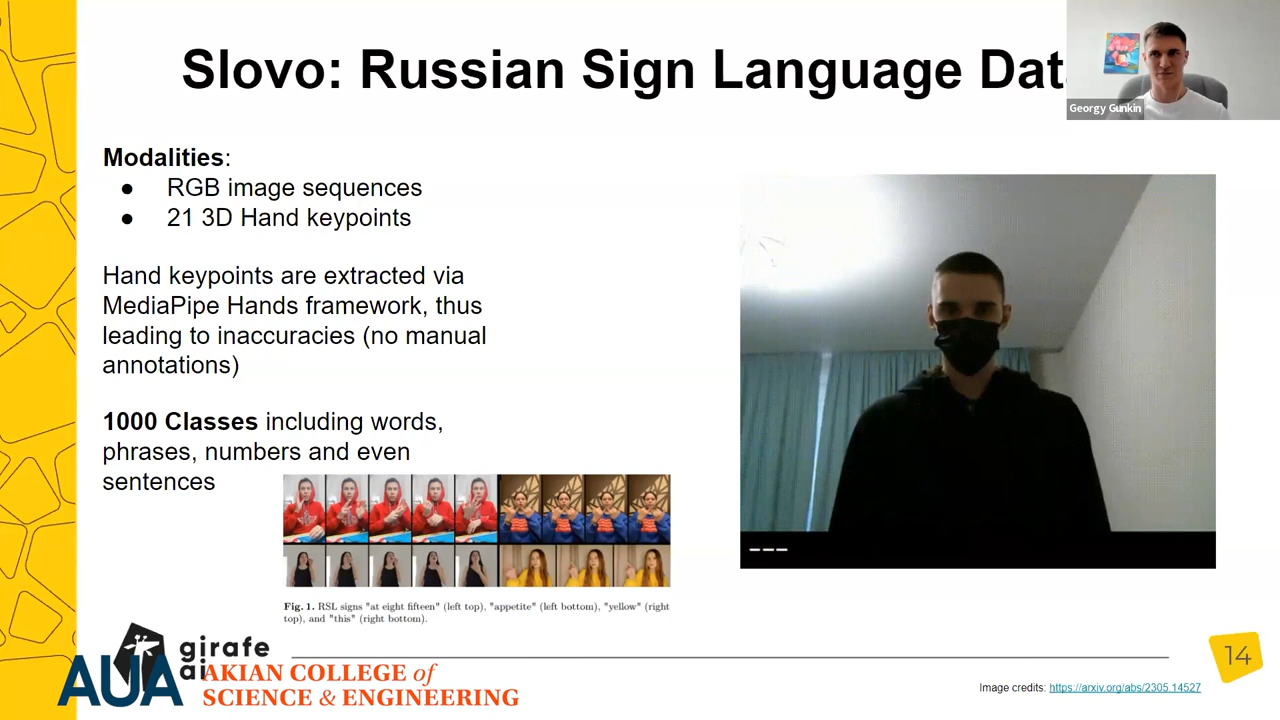 Slovo: Russian Sign Language Dat
Georgy Gunkin
Modalities:
● RGB image sequences
● 21 3D Hand keypoints
Hand keypoints are extracted via
MediaPipe Hands framework, thus
leading to inaccuracies (no manual
annotations)
1000 Classes including words,
phrases, numbers and even
sentences
---
Fig. 1. RSL signs "at eight fifteen" (left top), "appetite" (left bottom), "yellow" (right
top), and "this" (right bottom).
girafe
ai
AUA
AKIAN COLLEGE of
SCIENCE & ENGINEERING
14
Image credits: https://arxiv.org/abs/2305.14527